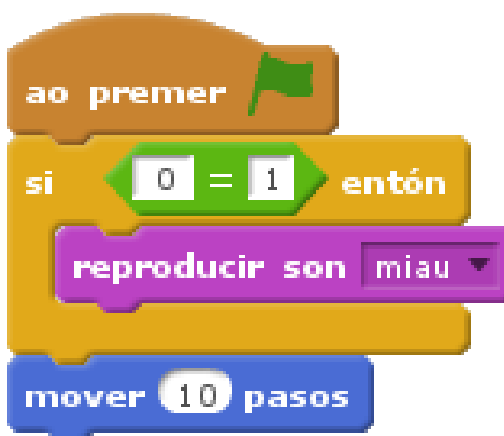 ao premer
si 0 = 1 entón
reproducir son miau
mover 10 pasos